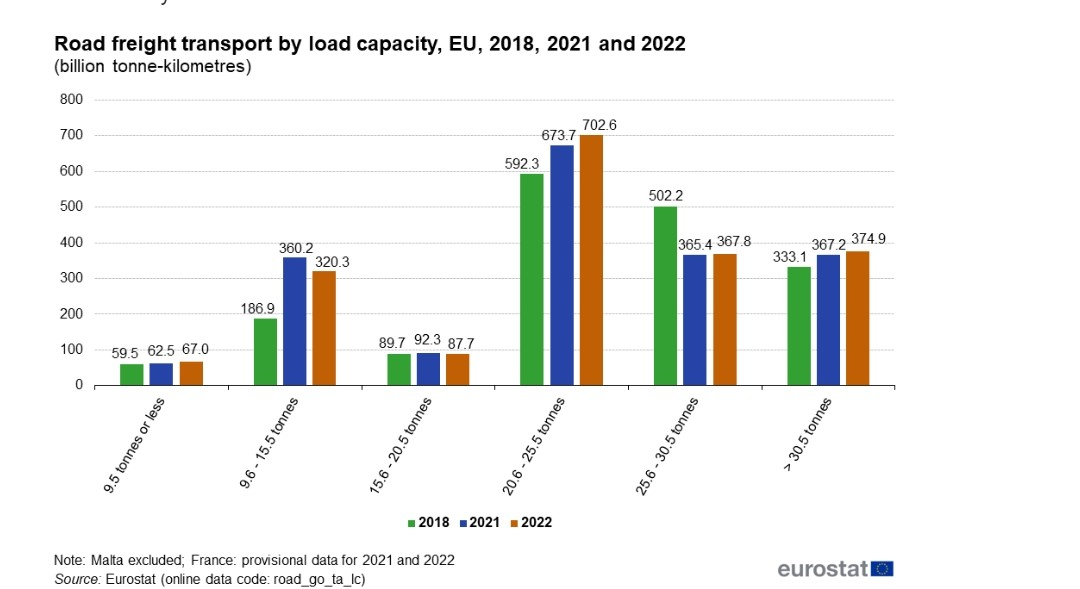 Road freight transport by load capacity, EU, 2018, 2021 and 2022
(billion tonne-kilometres)
800
700
600
500
400
300
200
100
0
59.5 62.5 67.0
186.9 360.2 320.3
89.7 92.3 87.7
592.3 673.7 702.6
502.2 365.4 367.8
333.1 367.2 374.9
9.5 tonnes or less
9.6 - 15.5 tonnes
15.6 - 20.5 tonnes
20.6 - 25.5 tonnes
25.6 - 30.5 tonnes
> 30.5 tonnes
2018 2021 2022
Note: Malta excluded; France: provisional data for 2021 and 2022
Source: Eurostat (online data code: road_go_ta_lc)
eurostat